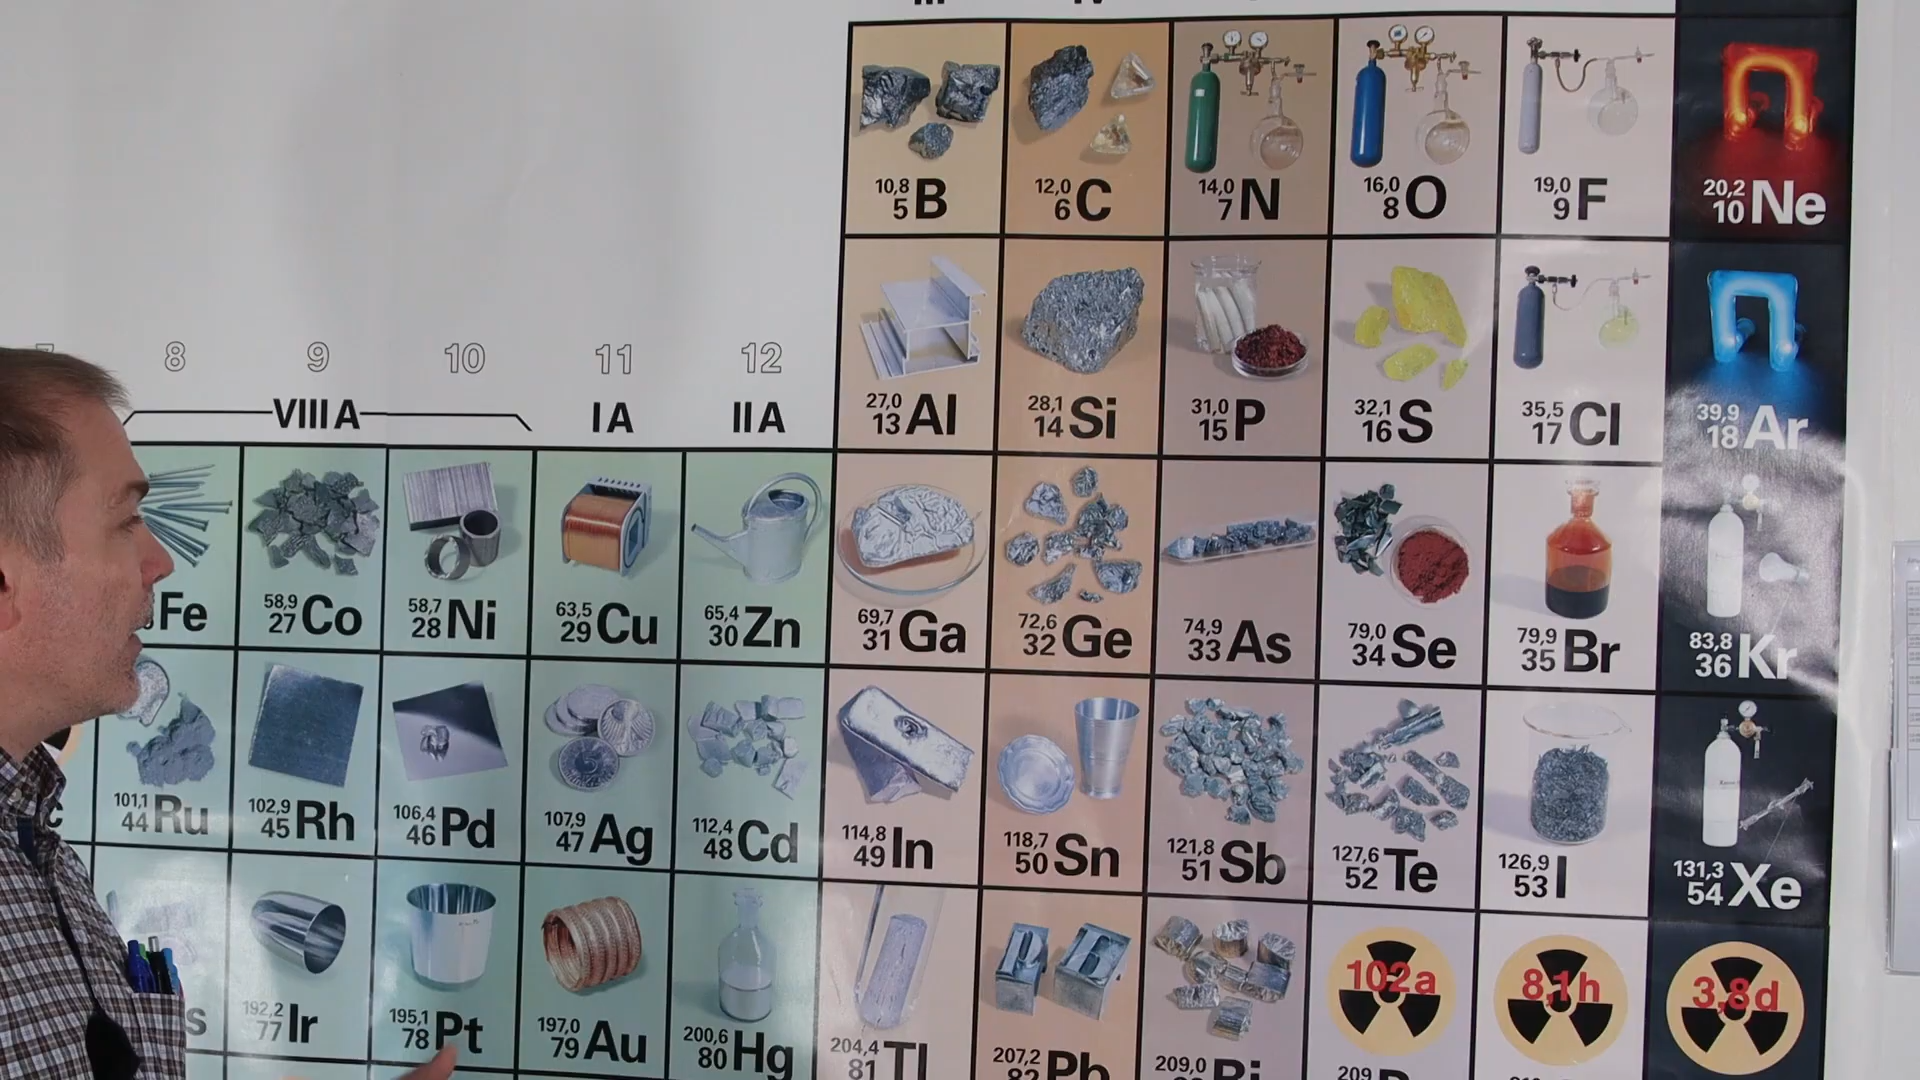 10,8
5 B
12,0
6 C
14,0
7 N
16,0
8 O
19,0
9 F
20,2
10 Ne
27,0
13 Al
28,1
14 Si
31,0
15 P
32,1
16 S
35,5
17 Cl
39,9
18 Ar
8 9 10 11 12
VIII A I A II A
Fe
58,9
27 Co
58,7
28 Ni
63,5
29 Cu
65,4
30 Zn
69,7
31 Ga
72,6
32 Ge
74,9
33 As
79,0
34 Se
79,9
35 Br
83,8
36 Kr
101,1
44 Ru
102,9
45 Rh
106,4
46 Pd
107,9
47 Ag
112,4
48 Cd
114,8
49 In
118,7
50 Sn
121,8
51 Sb
127,6
52 Te
126,9
53 I
131,3
54 Xe
s
192,2
77 Ir
195,1
78 Pt
197,0
79 Au
200,6
80 Hg
204,4
81 Tl
207,2
82 Pb
209,0
Bi
102a
209
8,1h
3,8d